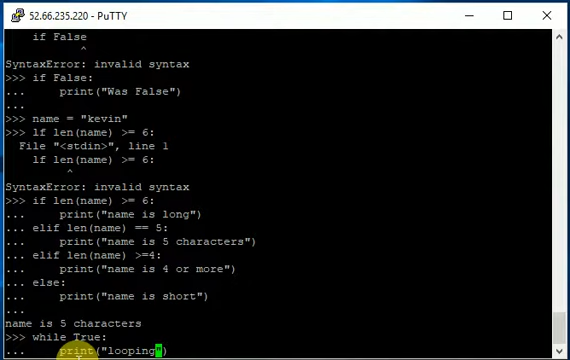 52.66.235.220 - PuTTY
if False
^
SyntaxError: invalid syntax
>>> if False:
...     print("Was False")
...
>>> name = "kevin"
>>> lf len(name) >= 6:
File "<stdin>", line 1
lf len(name) >= 6:
^
SyntaxError: invalid syntax
>>> if len(name) >= 6:
...     print("name is long")
... elif len(name) == 5:
...     print("name is 5 characters")
... elif len(name) >=4:
...     print("name is 4 or more")
... else:
...     print("name is short")
...
name is 5 characters
>>> while True:
...     print("looping")